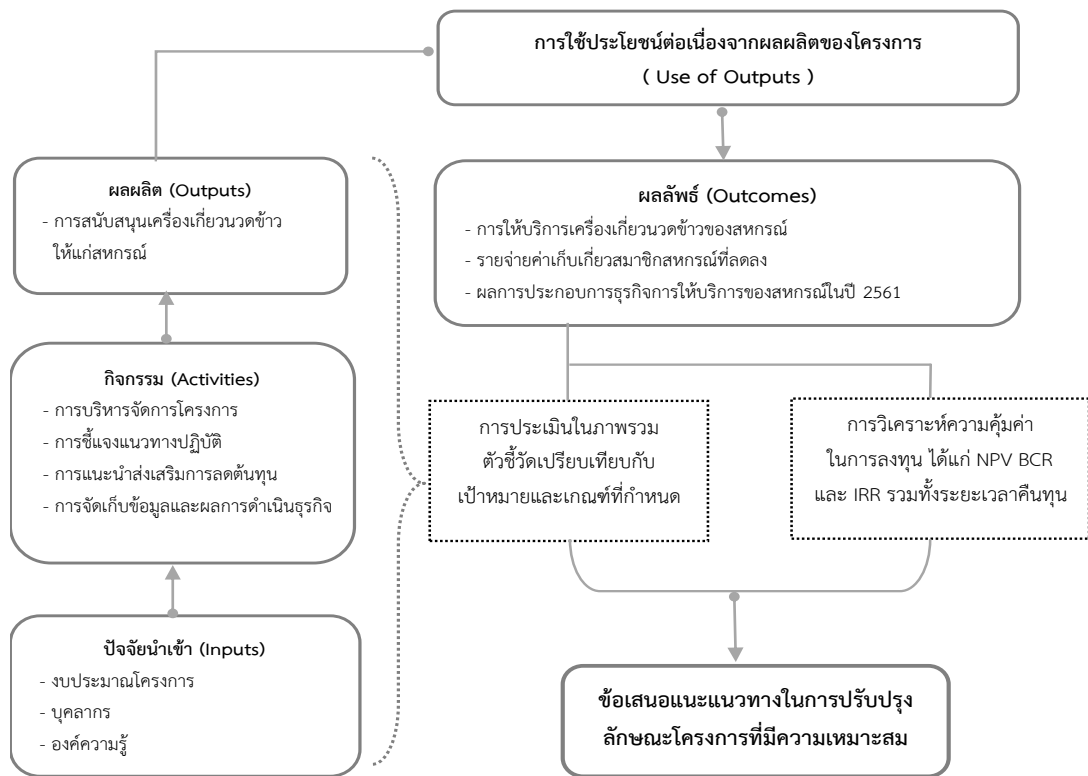 การใช้ประโยชน์ต่อเนื่องจากผลผลิตของโครงการ
( Use of Outputs )
ผลผลิต (Outputs)
- การสนับสนุนเครื่องเกี่ยวนวดข้าว
ให้แก่สหกรณ์
ผลลัพธ์ (Outcomes)
- การให้บริการเครื่องเกี่ยวนวดข้าวของสหกรณ์
- รายจ่ายค่าเก็บเกี่ยวสมาชิกสหกรณ์ที่ลดลง
- ผลการประกอบการธุรกิจการให้บริการของสหกรณ์ในปี 2561
กิจกรรม (Activities)
- การบริหารจัดการโครงการ
- การชี้แจงแนวทางปฏิบัติ
- การแนะนำส่งเสริมการลดต้นทุน
- การจัดเก็บข้อมูลและผลการดำเนินธุรกิจ
การประเมินในภาพรวม
ตัวชี้วัดเปรียบเทียบกับ
เป้าหมายและเกณฑ์ที่กำหนด
การวิเคราะห์ความคุ้มค่า
ในการลงทุน ได้แก่ NPV BCR
และ IRR รวมทั้งระยะเวลาคืนทุน
ปัจจัยนำเข้า (Inputs)
- งบประมาณโครงการ
- บุคลากร
- องค์ความรู้
ข้อเสนอแนะแนวทางในการปรับปรุง
ลักษณะโครงการที่มีความเหมาะสม